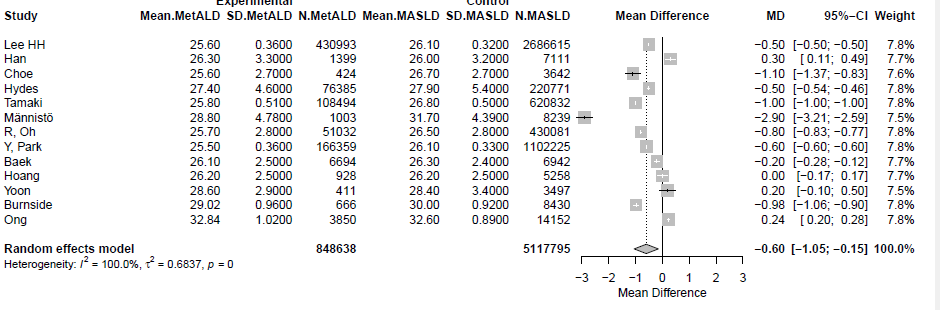 Experimental Control
Study Mean.MetALD SD.MetALD N.MetALD Mean.MASLD SD.MASLD N.MASLD Mean Difference MD 95%−CI Weight
Lee HH 25.60 0.3600 430993 26.10 0.3200 2686615 −0.50 [−0.50; −0.50] 7.8%
Han 26.30 3.3000 1399 26.00 3.2000 7111 0.30 [ 0.11; 0.49] 7.7%
Choe 25.60 2.7000 424 26.70 2.7000 3642 −1.10 [−1.37; −0.83] 7.6%
Hydes 27.40 4.6000 76385 27.90 5.4000 220771 −0.50 [−0.54; −0.46] 7.8%
Tamaki 25.80 0.5100 108494 26.80 0.5000 620832 −1.00 [−1.00; −1.00] 7.8%
Männistö 28.80 4.7800 1003 31.70 4.3900 8239 −2.90 [−3.21; −2.59] 7.5%
R, Oh 25.70 2.8000 51032 26.50 2.8000 430081 −0.80 [−0.83; −0.77] 7.8%
Y, Park 25.50 0.3600 166359 26.10 0.3300 1102225 −0.60 [−0.60; −0.60] 7.8%
Baek 26.10 2.5000 6694 26.30 2.4000 6942 −0.20 [−0.28; −0.12] 7.7%
Hoang 26.20 2.5000 928 26.20 2.5000 5258 0.00 [−0.17; 0.17] 7.7%
Yoon 28.60 2.9000 411 28.40 3.4000 3497 0.20 [−0.10; 0.50] 7.5%
Burnside 29.02 0.9600 666 30.00 0.9200 8430 −0.98 [−1.06; −0.90] 7.8%
Ong 32.84 1.0200 3850 32.60 0.8900 14152 0.24 [ 0.20; 0.28] 7.8%
Random effects model 848638 5117795 −0.60 [−1.05; −0.15] 100.0%
Heterogeneity: I² = 100.0%, τ² = 0.6837, p = 0
−3 −2 −1 0 1 2 3
Mean Difference